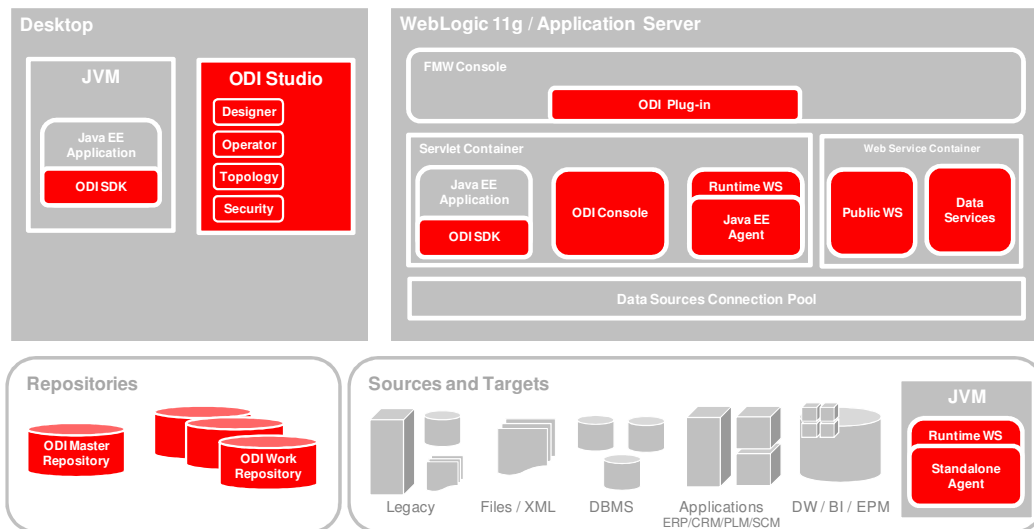 Desktop
JVM
Java EE
Application
ODI SDK
ODI Studio
Designer
Operator
Topology
Security
WebLogic 11g / Application Server
FMW Console
ODI Plug-in
Servlet Container
Java EE
Application
ODI SDK
ODI Console
Runtime WS
Java EE
Agent
Web Service Container
Public WS
Data
Services
Data Sources Connection Pool
Repositories
ODI Master
Repository
ODI Work
Repository
Sources and Targets
Legacy
Files / XML
DBMS
Applications
ERP/CRM/PLM/SCM
DW / BI / EPM
JVM
Runtime WS
Standalone
Agent